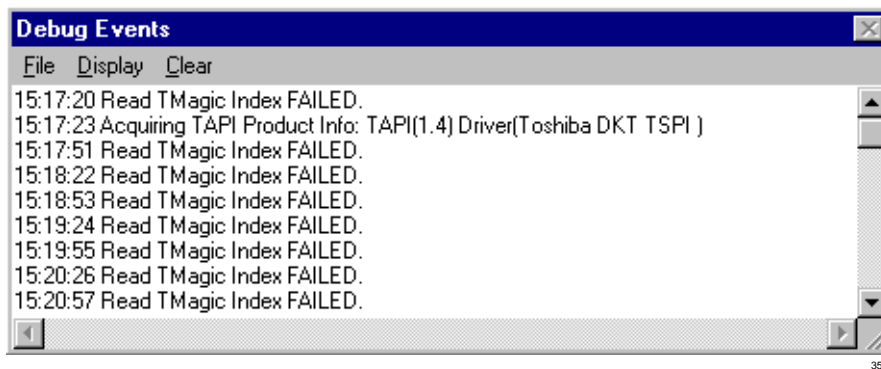 Debug Events
File Display Clear
15:17:20 Read TMagic Index FAILED.
15:17:23 Acquiring TAPI Product Info: TAPI(1.4) Driver(Toshiba DKT TSPI )
15:17:51 Read TMagic Index FAILED.
15:18:22 Read TMagic Index FAILED.
15:18:53 Read TMagic Index FAILED.
15:19:24 Read TMagic Index FAILED.
15:19:55 Read TMagic Index FAILED.
15:20:26 Read TMagic Index FAILED.
15:20:57 Read TMagic Index FAILED.